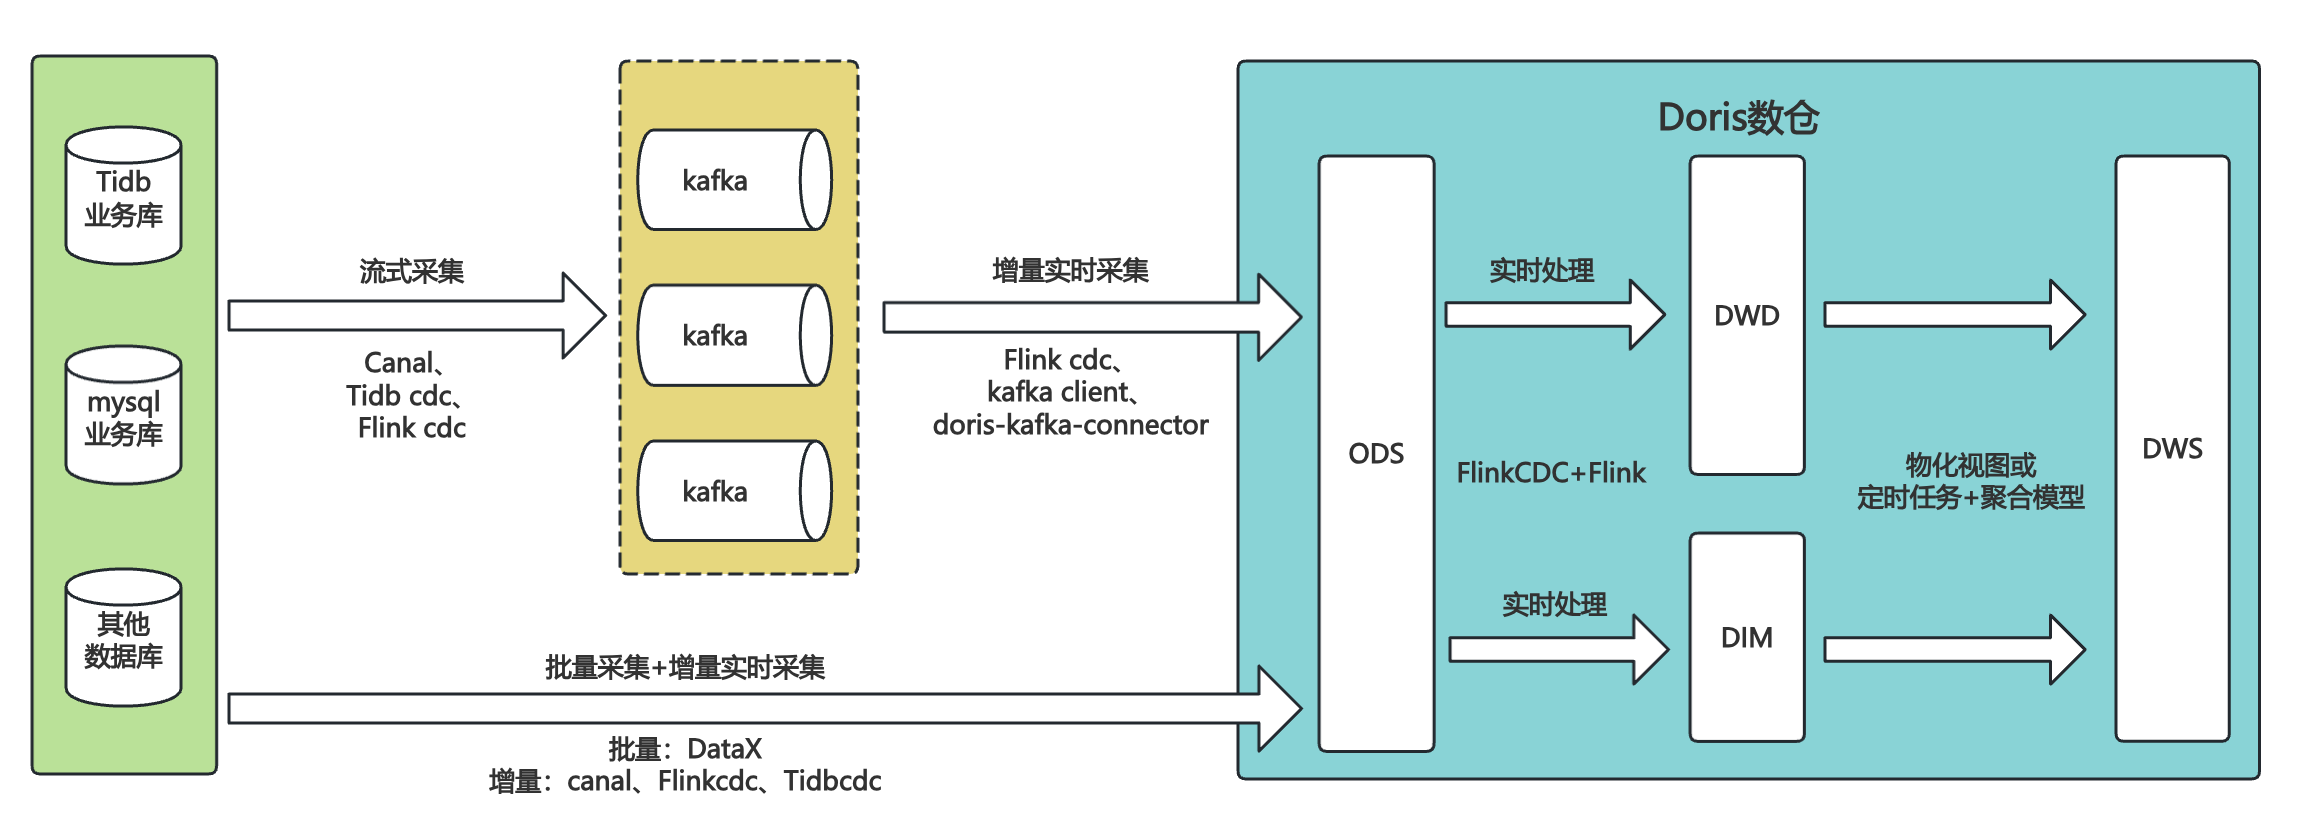 Tidb
业务库
mysql
业务库
其他
数据库
流式采集
Canal、
Tidb cdc、
Flink cdc
kafka
kafka
kafka
增量实时采集
Flink cdc、
kafka client、
doris-kafka-connector
批量采集+增量实时采集
批量：DataX
增量：canal、Flinkcdc、Tidbcdc
Doris数仓
ODS
实时处理
FlinkCDC+Flink
实时处理
DWD
DIM
物化视图或
定时任务+聚合模型
DWS